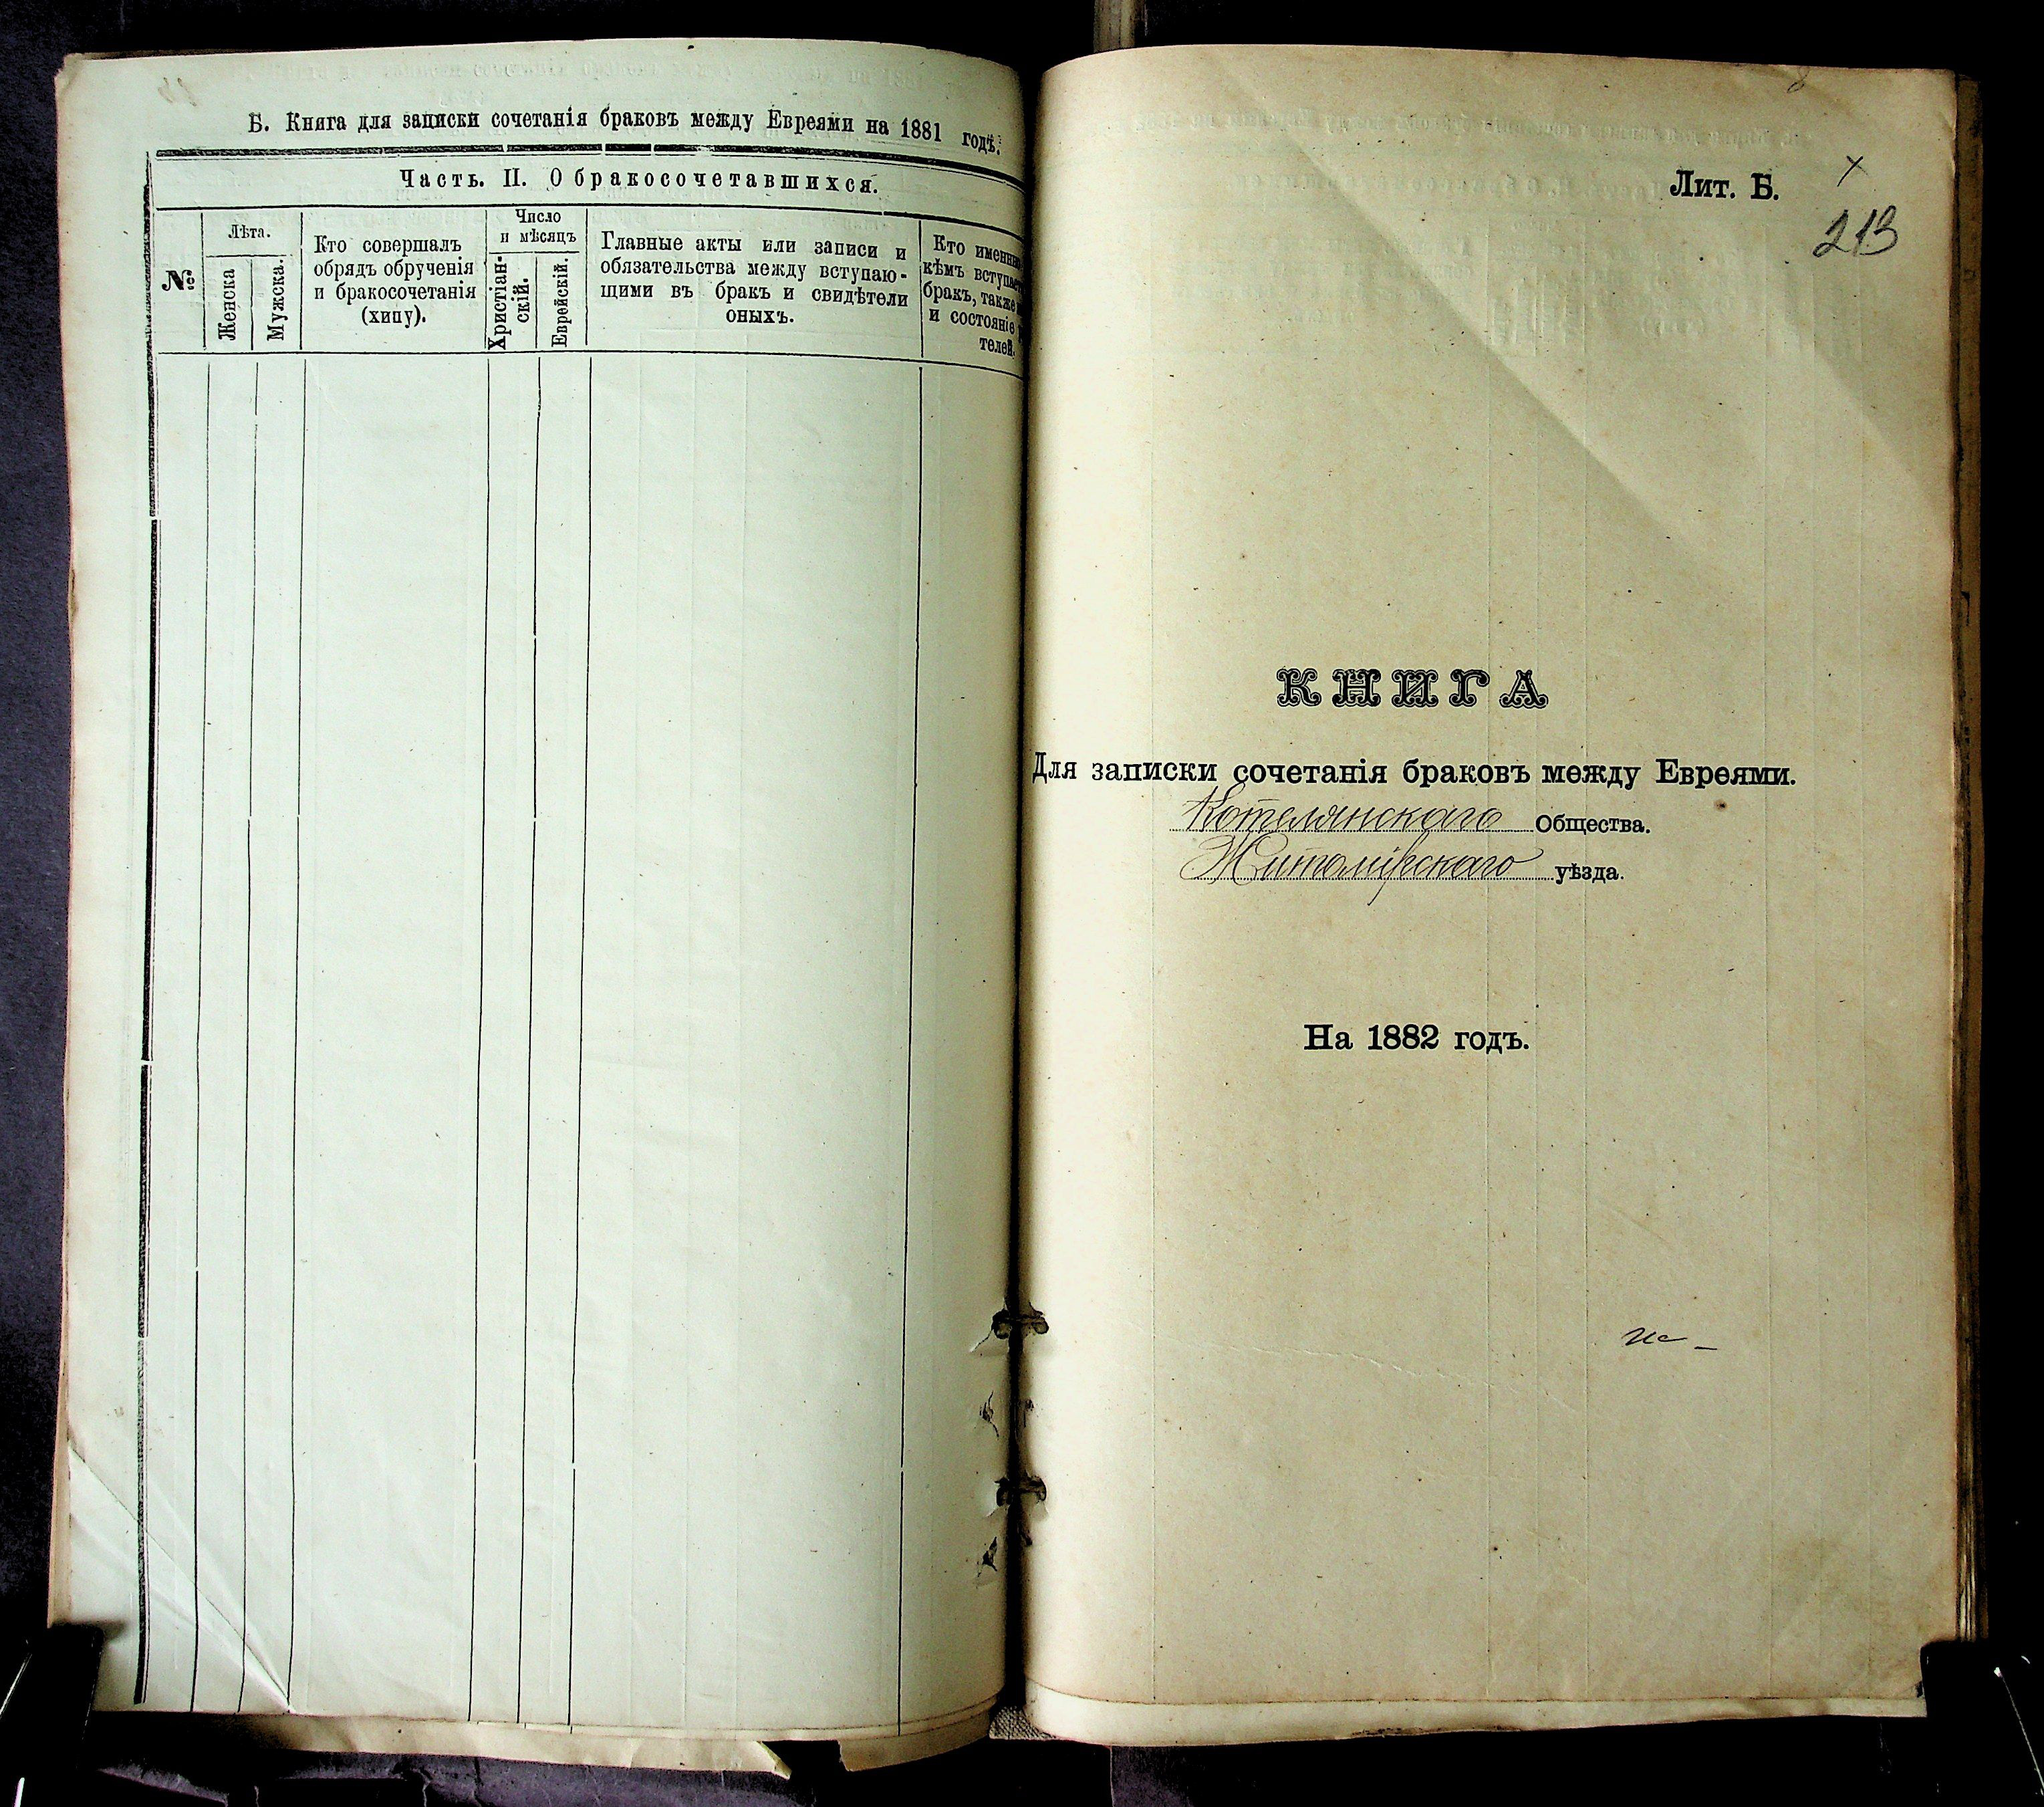 Б. Книга для записки сочетанія браковъ между Евреями на 1881 годъ.
Часть. II. О бракосочетавшихся.
№
Лѣта.
Женска
Мужска.
Кто совершалъ
обрядъ обрученія
и бракосочетанія
(хипу).
Число
и мѣсяцъ
Христіан-
скій.
Еврейскій.
Главные акты или записи и
обязательства между вступаю-
щими въ бракъ и свидѣтели
оныхъ.
Кто именно
кѣмъ вступае
бракъ, также
и состояніе
телей.
Лит. Б.
213
КНИГА
Для записки сочетанія браковъ между Евреями.
Котелянскаго Общества.
Житомірскаго уѣзда.
На 1882 годъ.